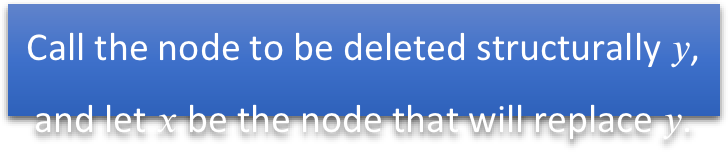 Call the node to be deleted structurally y,
and let x be the node that will replace y.